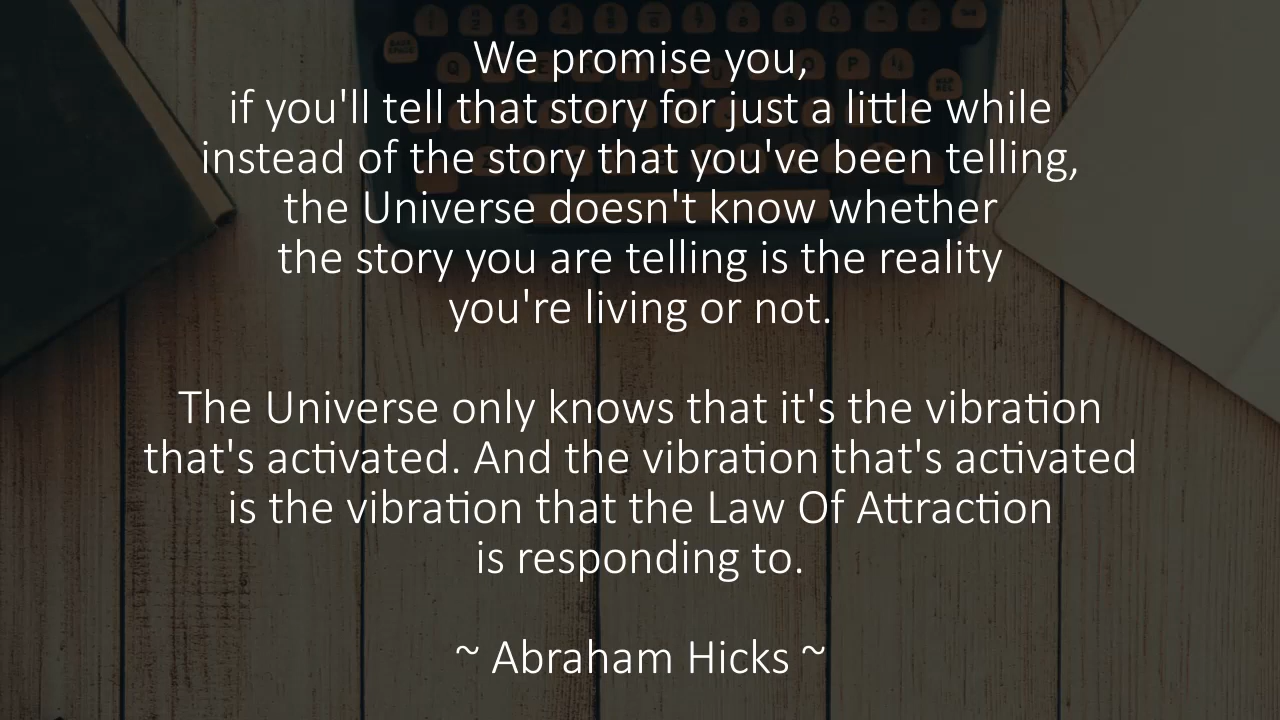 We promise you,
if you'll tell that story for just a little while
instead of the story that you've been telling,
the Universe doesn't know whether
the story you are telling is the reality
you're living or not.
The Universe only knows that it's the vibration
that's activated. And the vibration that's activated
is the vibration that the Law Of Attraction
is responding to.
~ Abraham Hicks ~